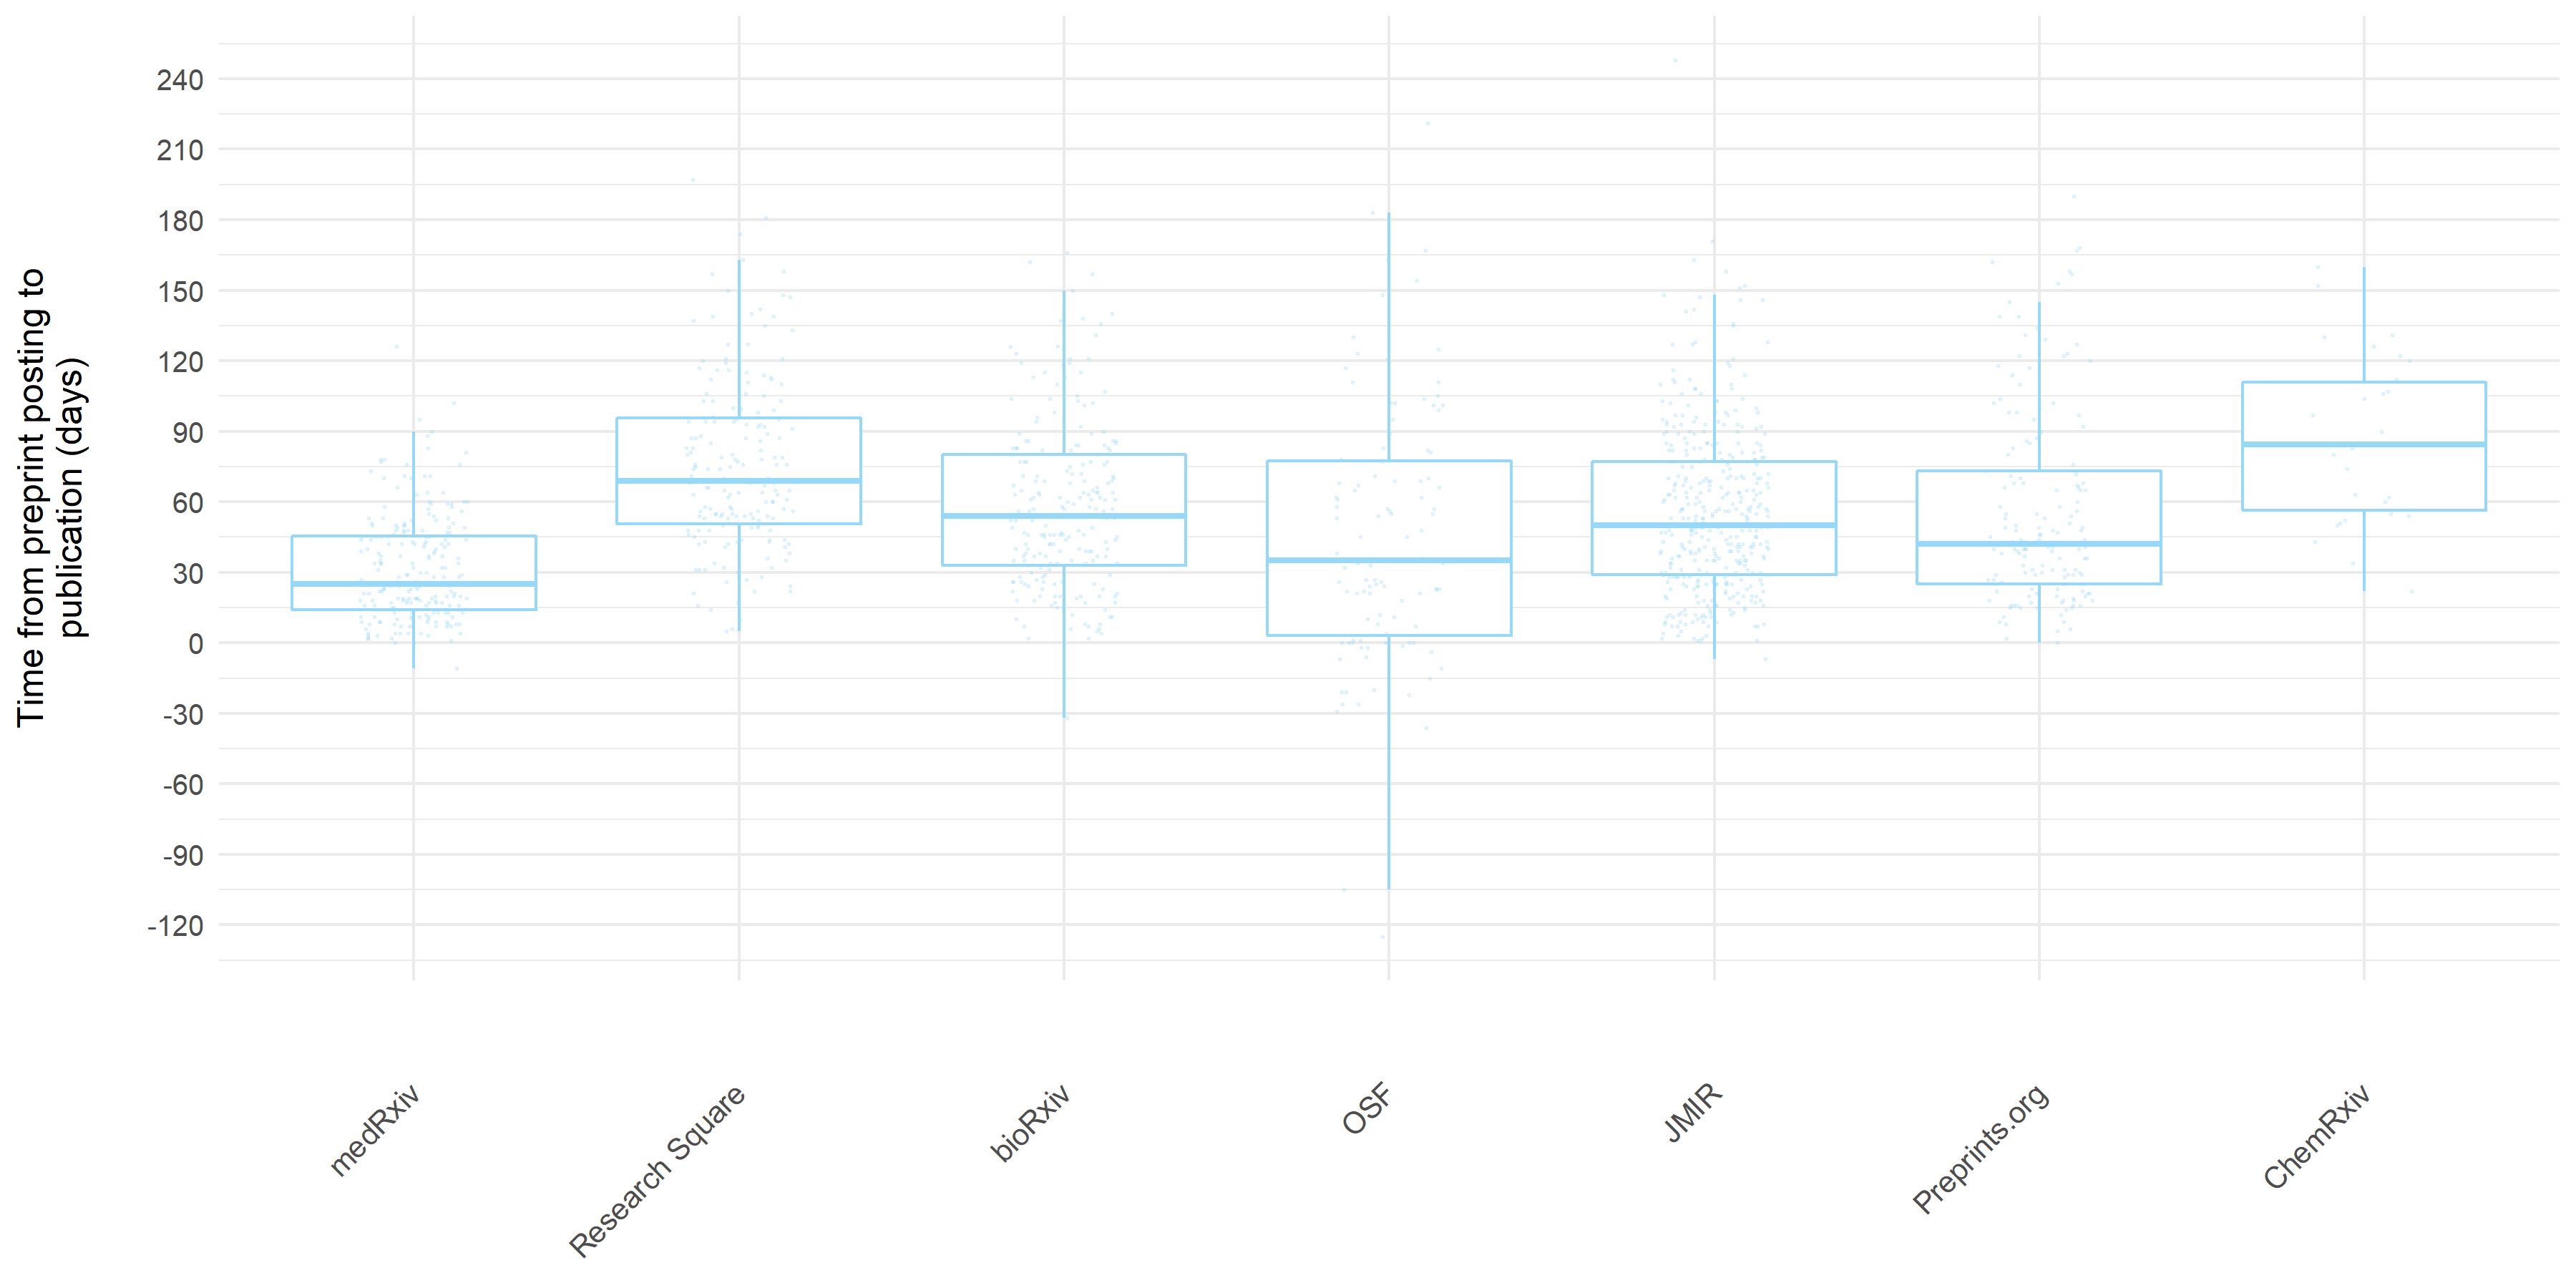 Time from preprint posting to
publication (days)
240
210
180
150
120
90
60
30
0
-30
-60
-90
-120
medRxiv
Research Square
bioRxiv
OSF
JMIR
Preprints.org
ChemRxiv